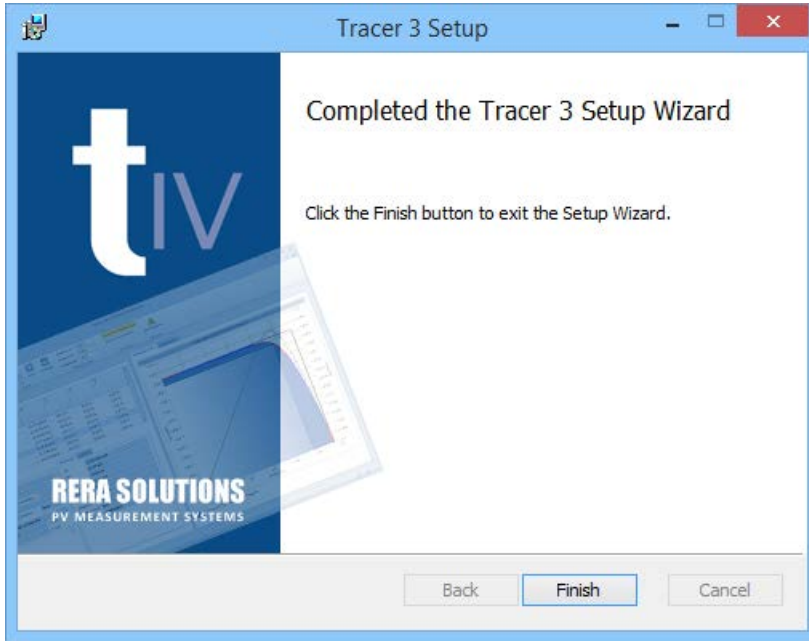 Tracer 3 Setup
tIV
Completed the Tracer 3 Setup Wizard
Click the Finish button to exit the Setup Wizard.
RERA SOLUTIONS
PV MEASUREMENT SYSTEMS
Back Finish Cancel